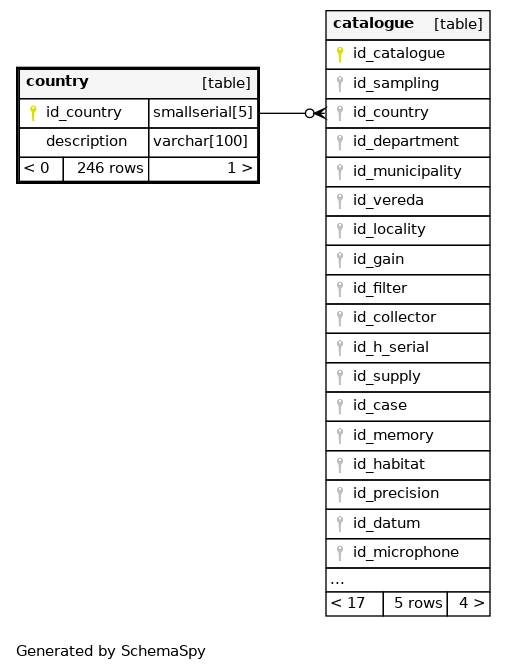 country [table]
id_country smallserial[5]
description varchar[100]
< 0 246 rows 1 >
catalogue [table]
id_catalogue
id_sampling
id_country
id_department
id_municipality
id_vereda
id_locality
id_gain
id_filter
id_collector
id_h_serial
id_supply
id_case
id_memory
id_habitat
id_precision
id_datum
id_microphone
...
< 17 5 rows 4 >
Generated by SchemaSpy